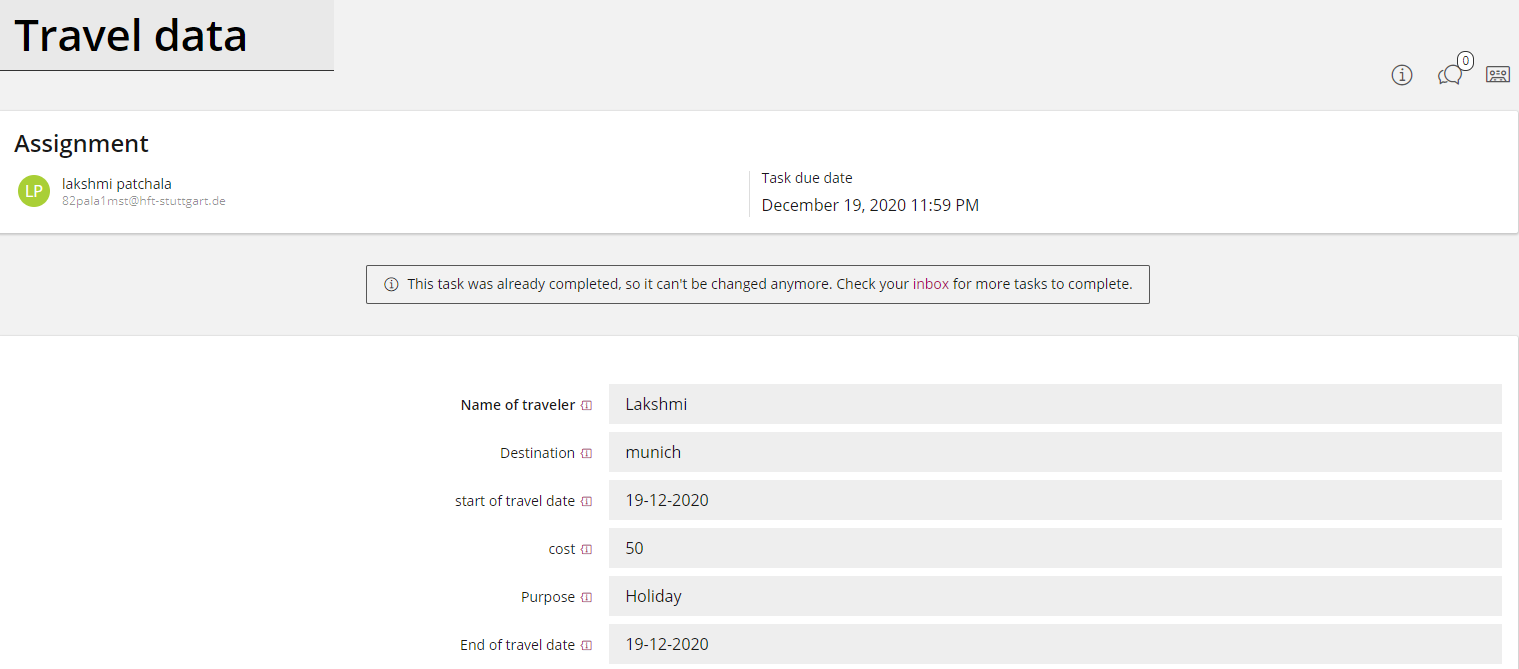 Travel data
0
Assignment
LP
lakshmi patchala
82pala1mst@hft-stuttgart.de
Task due date
December 19, 2020 11:59 PM
This task was already completed, so it can't be changed anymore. Check your inbox for more tasks to complete.
Name of traveler Lakshmi
Destination munich
start of travel date 19-12-2020
cost 50
Purpose Holiday
End of travel date 19-12-2020